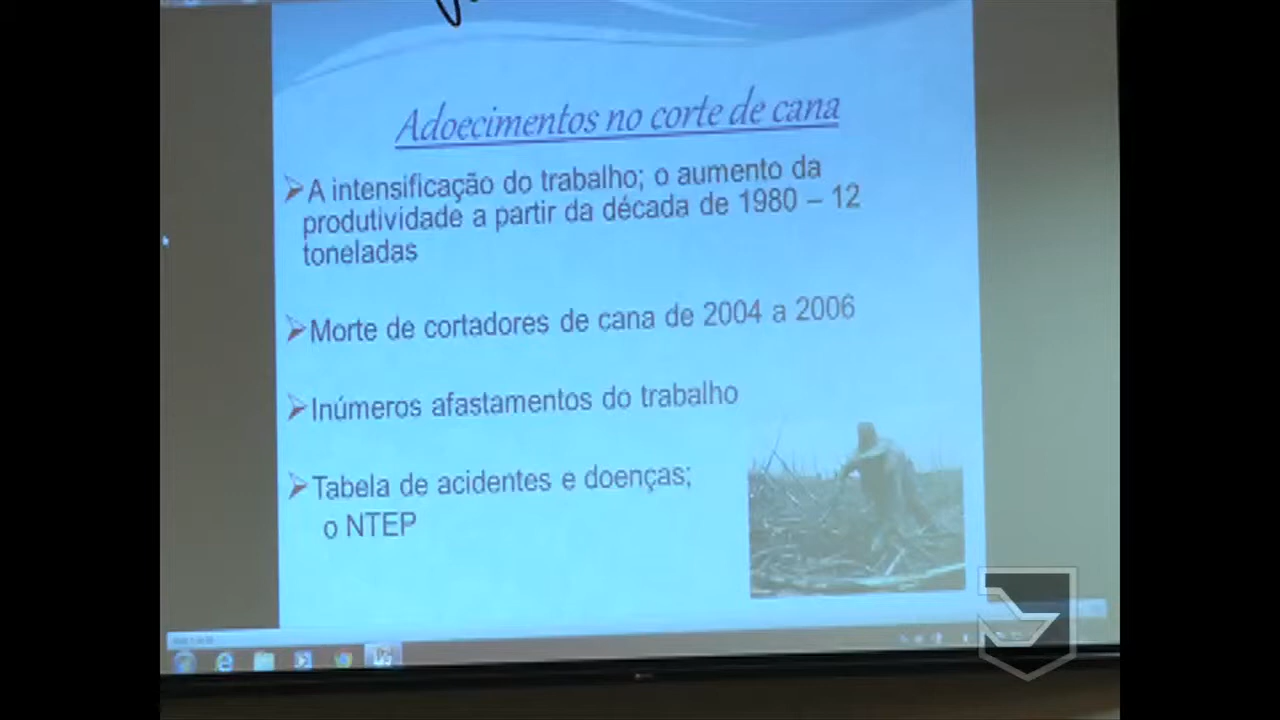 Adoecimentos no corte de cana
A intensificação do trabalho; o aumento da
produtividade a partir da década de 1980 – 12
toneladas
Morte de cortadores de cana de 2004 a 2006
Inúmeros afastamentos do trabalho
Tabela de acidentes e doenças;
o NTEP